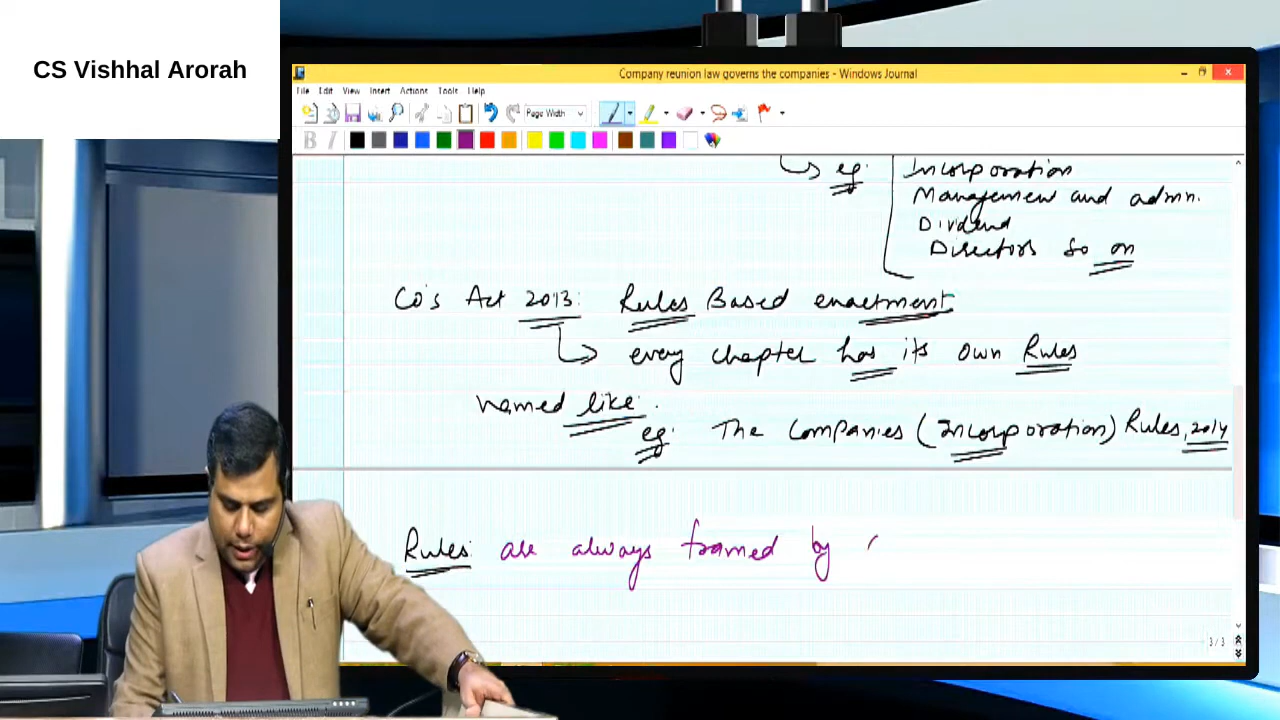 CS Vishhal Arorah
Company reunion law governs the companies - Windows Journal
File Edit View Insert Actions Tools Help
Page Width
B I
eg. Incorporation
Management and admn.
Dividend
Directors so on
Co's Act 2013: Rules Based enactment
every chapter has its own Rules
named like.
eg. The Companies (Incorporation) Rules, 2014
Rules: are always framed by
3/3